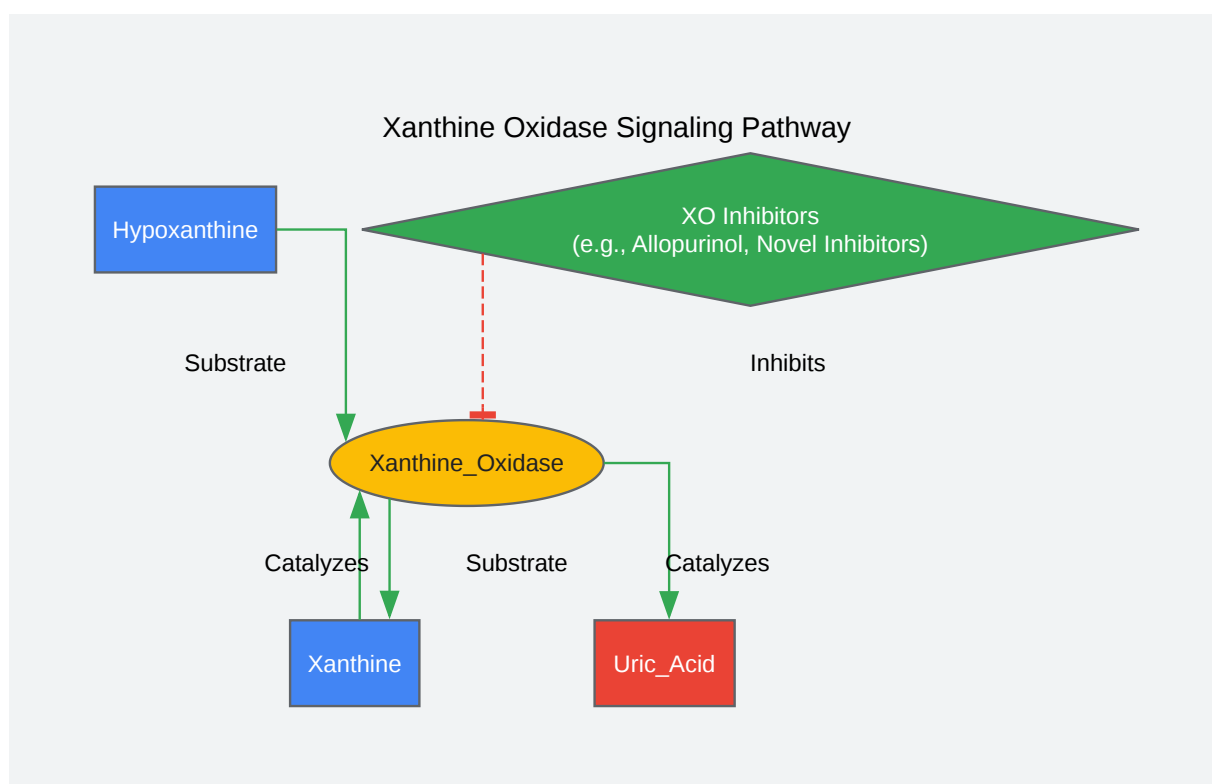 Xanthine Oxidase Signaling Pathway
Hypoxanthine
XO Inhibitors
(e.g., Allopurinol, Novel Inhibitors)
Substrate
Inhibits
Xanthine_Oxidase
Catalyzes
Substrate
Catalyzes
Xanthine
Uric_Acid